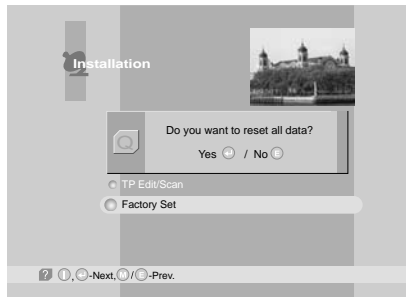 Installation
Do you want to reset all data?
Yes / No E
TP Edit/Scan
Factory Set
? I, -Next, M / E -Prev.